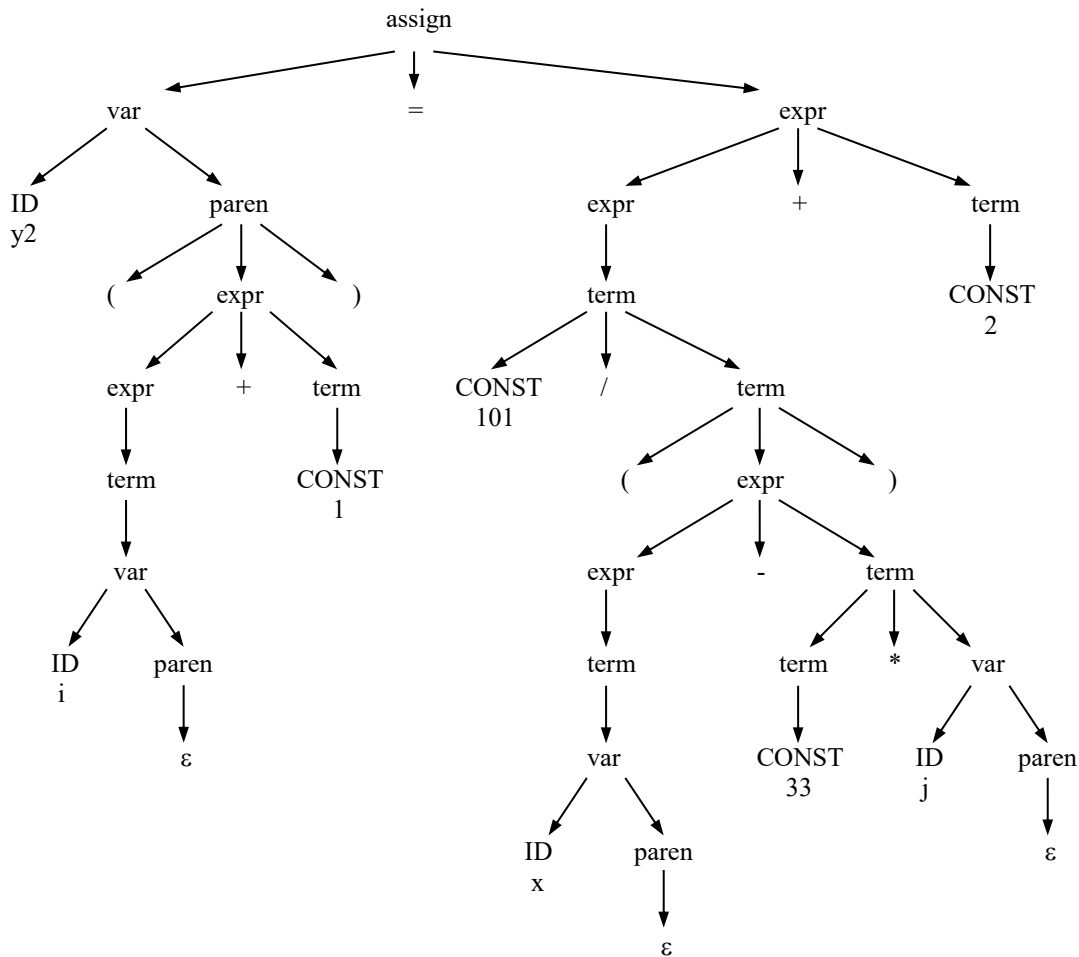 assign
var = expr
ID paren expr + term
y2
( expr ) term CONST
2
expr + term CONST / term
101
term CONST ( expr )
1
var expr - term
ID paren term term * var
i
ε var CONST ID paren
33 j
ID paren ε
x
ε